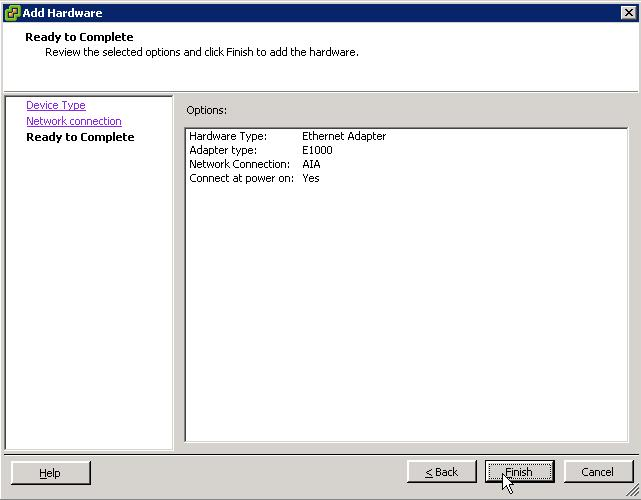 Add Hardware
Ready to Complete
Review the selected options and click Finish to add the hardware.
Device Type
Network connection
Ready to Complete
Options:
Hardware Type: Ethernet Adapter
Adapter type: E1000
Network Connection: AIA
Connect at power on: Yes
Help
< Back
Finish
Cancel